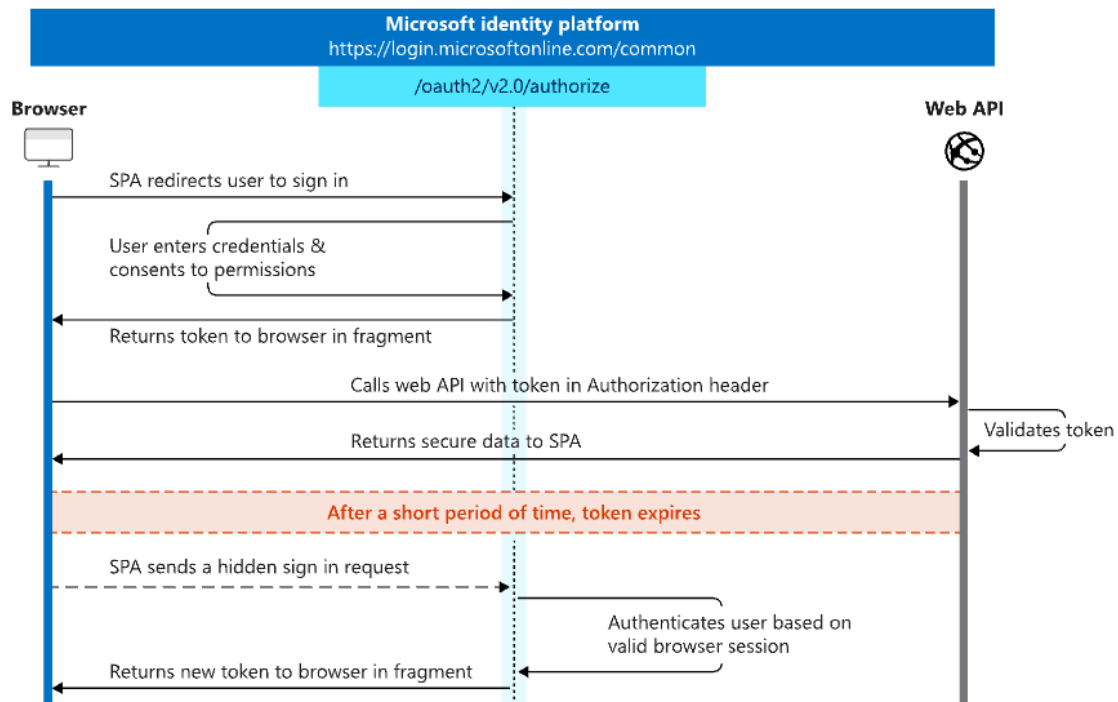 Microsoft identity platform
https://login.microsoftonline.com/common
/oauth2/v2.0/authorize
Browser
Web API
SPA redirects user to sign in
User enters credentials &
consents to permissions
Returns token to browser in fragment
Calls web API with token in Authorization header
Validates token
Returns secure data to SPA
After a short period of time, token expires
SPA sends a hidden sign in request
Authenticates user based on
valid browser session
Returns new token to browser in fragment